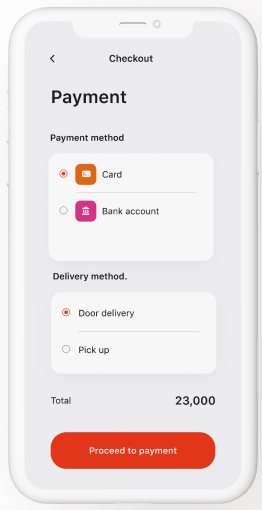 Checkout
Payment
Payment method
Card
Bank account
Delivery method.
Door delivery
Pick up
Total 23,000
Proceed to payment